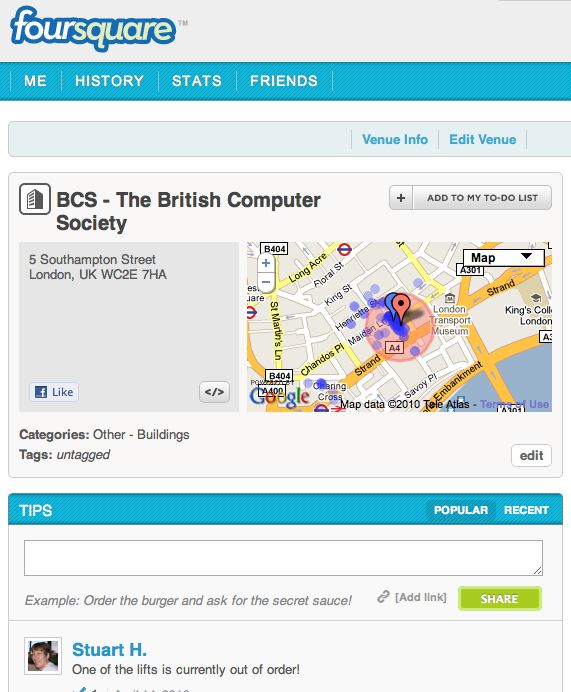 foursquare™
ME HISTORY STATS FRIENDS
Venue Info Edit Venue
BCS - The British Computer
Society
+ ADD TO MY TO-DO LIST
5 Southampton Street
London, UK WC2E 7HA
Like
</>
B404
Map
A301
Long Acre
Floral St
King St
Strand
St Martin's Ln
Henrietta
Maiden L
London
Transport
Museum
King's Coll
London
Chandos Pl
A4
Strand
Savoy Pl
Embankment
B404
A400
Charing
Cross
POWERED BY
Google
Map data ©2010 Tele Atlas - Terms of Use
A301
Categories: Other - Buildings
Tags: untagged
edit
TIPS POPULAR RECENT
Example: Order the burger and ask for the secret sauce! [Add link] SHARE
Stuart H.
One of the lifts is currently out of order!